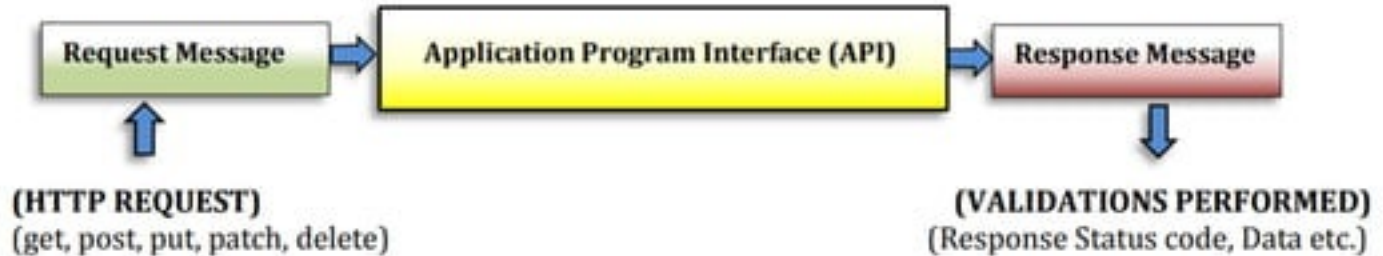 Request Message
Application Program Interface (API)
Response Message
(HTTP REQUEST)
(get, post, put, patch, delete)
(VALIDATIONS PERFORMED)
(Response Status code, Data etc.)